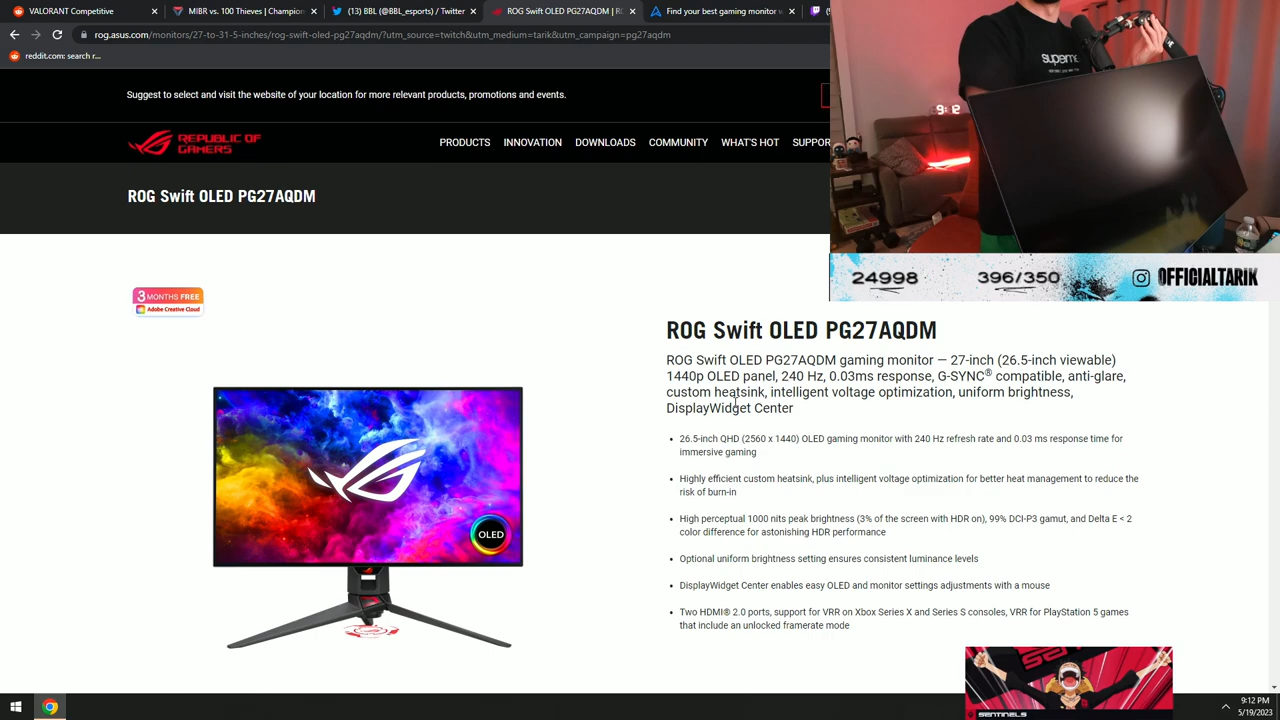 VALORANT Competitive
MIBR vs. 100 Thieves | Champion
(13) BBL (@BBL_esports) / Twitter
ROG Swift OLED PG27AQDM | RO
Find your best gaming monitor w
rog.asus.com/monitors/27-to-31-5-inches/rog-swift-oled-pg27aqdm/?utm_source=twitch&utm_medium=tarik&utm_campaign=pg27aqdm
reddit.com: search r...
Suggest to select and visit the website of your location for more relevant products, promotions and events.
REPUBLIC OF
GAMERS
PRODUCTS
INNOVATION
DOWNLOADS
COMMUNITY
WHAT'S HOT
SUPPOR
ROG Swift OLED PG27AQDM
Supreme
9:12
24998
396/350
OFFICIALTARIK
3 MONTHS FREE
Adobe Creative Cloud
OLED
ROG Swift OLED PG27AQDM
ROG Swift OLED PG27AQDM gaming monitor — 27-inch (26.5-inch viewable)
1440p OLED panel, 240 Hz, 0.03ms response, G-SYNC® compatible, anti-glare,
custom heatsink, intelligent voltage optimization, uniform brightness,
DisplayWidget Center
26.5-inch QHD (2560 x 1440) OLED gaming monitor with 240 Hz refresh rate and 0.03 ms response time for
immersive gaming
Highly efficient custom heatsink, plus intelligent voltage optimization for better heat management to reduce the
risk of burn-in
High perceptual 1000 nits peak brightness (3% of the screen with HDR on), 99% DCI-P3 gamut, and Delta E < 2
color difference for astonishing HDR performance
Optional uniform brightness setting ensures consistent luminance levels
DisplayWidget Center enables easy OLED and monitor settings adjustments with a mouse
Two HDMI® 2.0 ports, support for VRR on Xbox Series X and Series S consoles, VRR for PlayStation 5 games
that include an unlocked framerate mode
SENTINELS
9:12 PM
5/19/2023